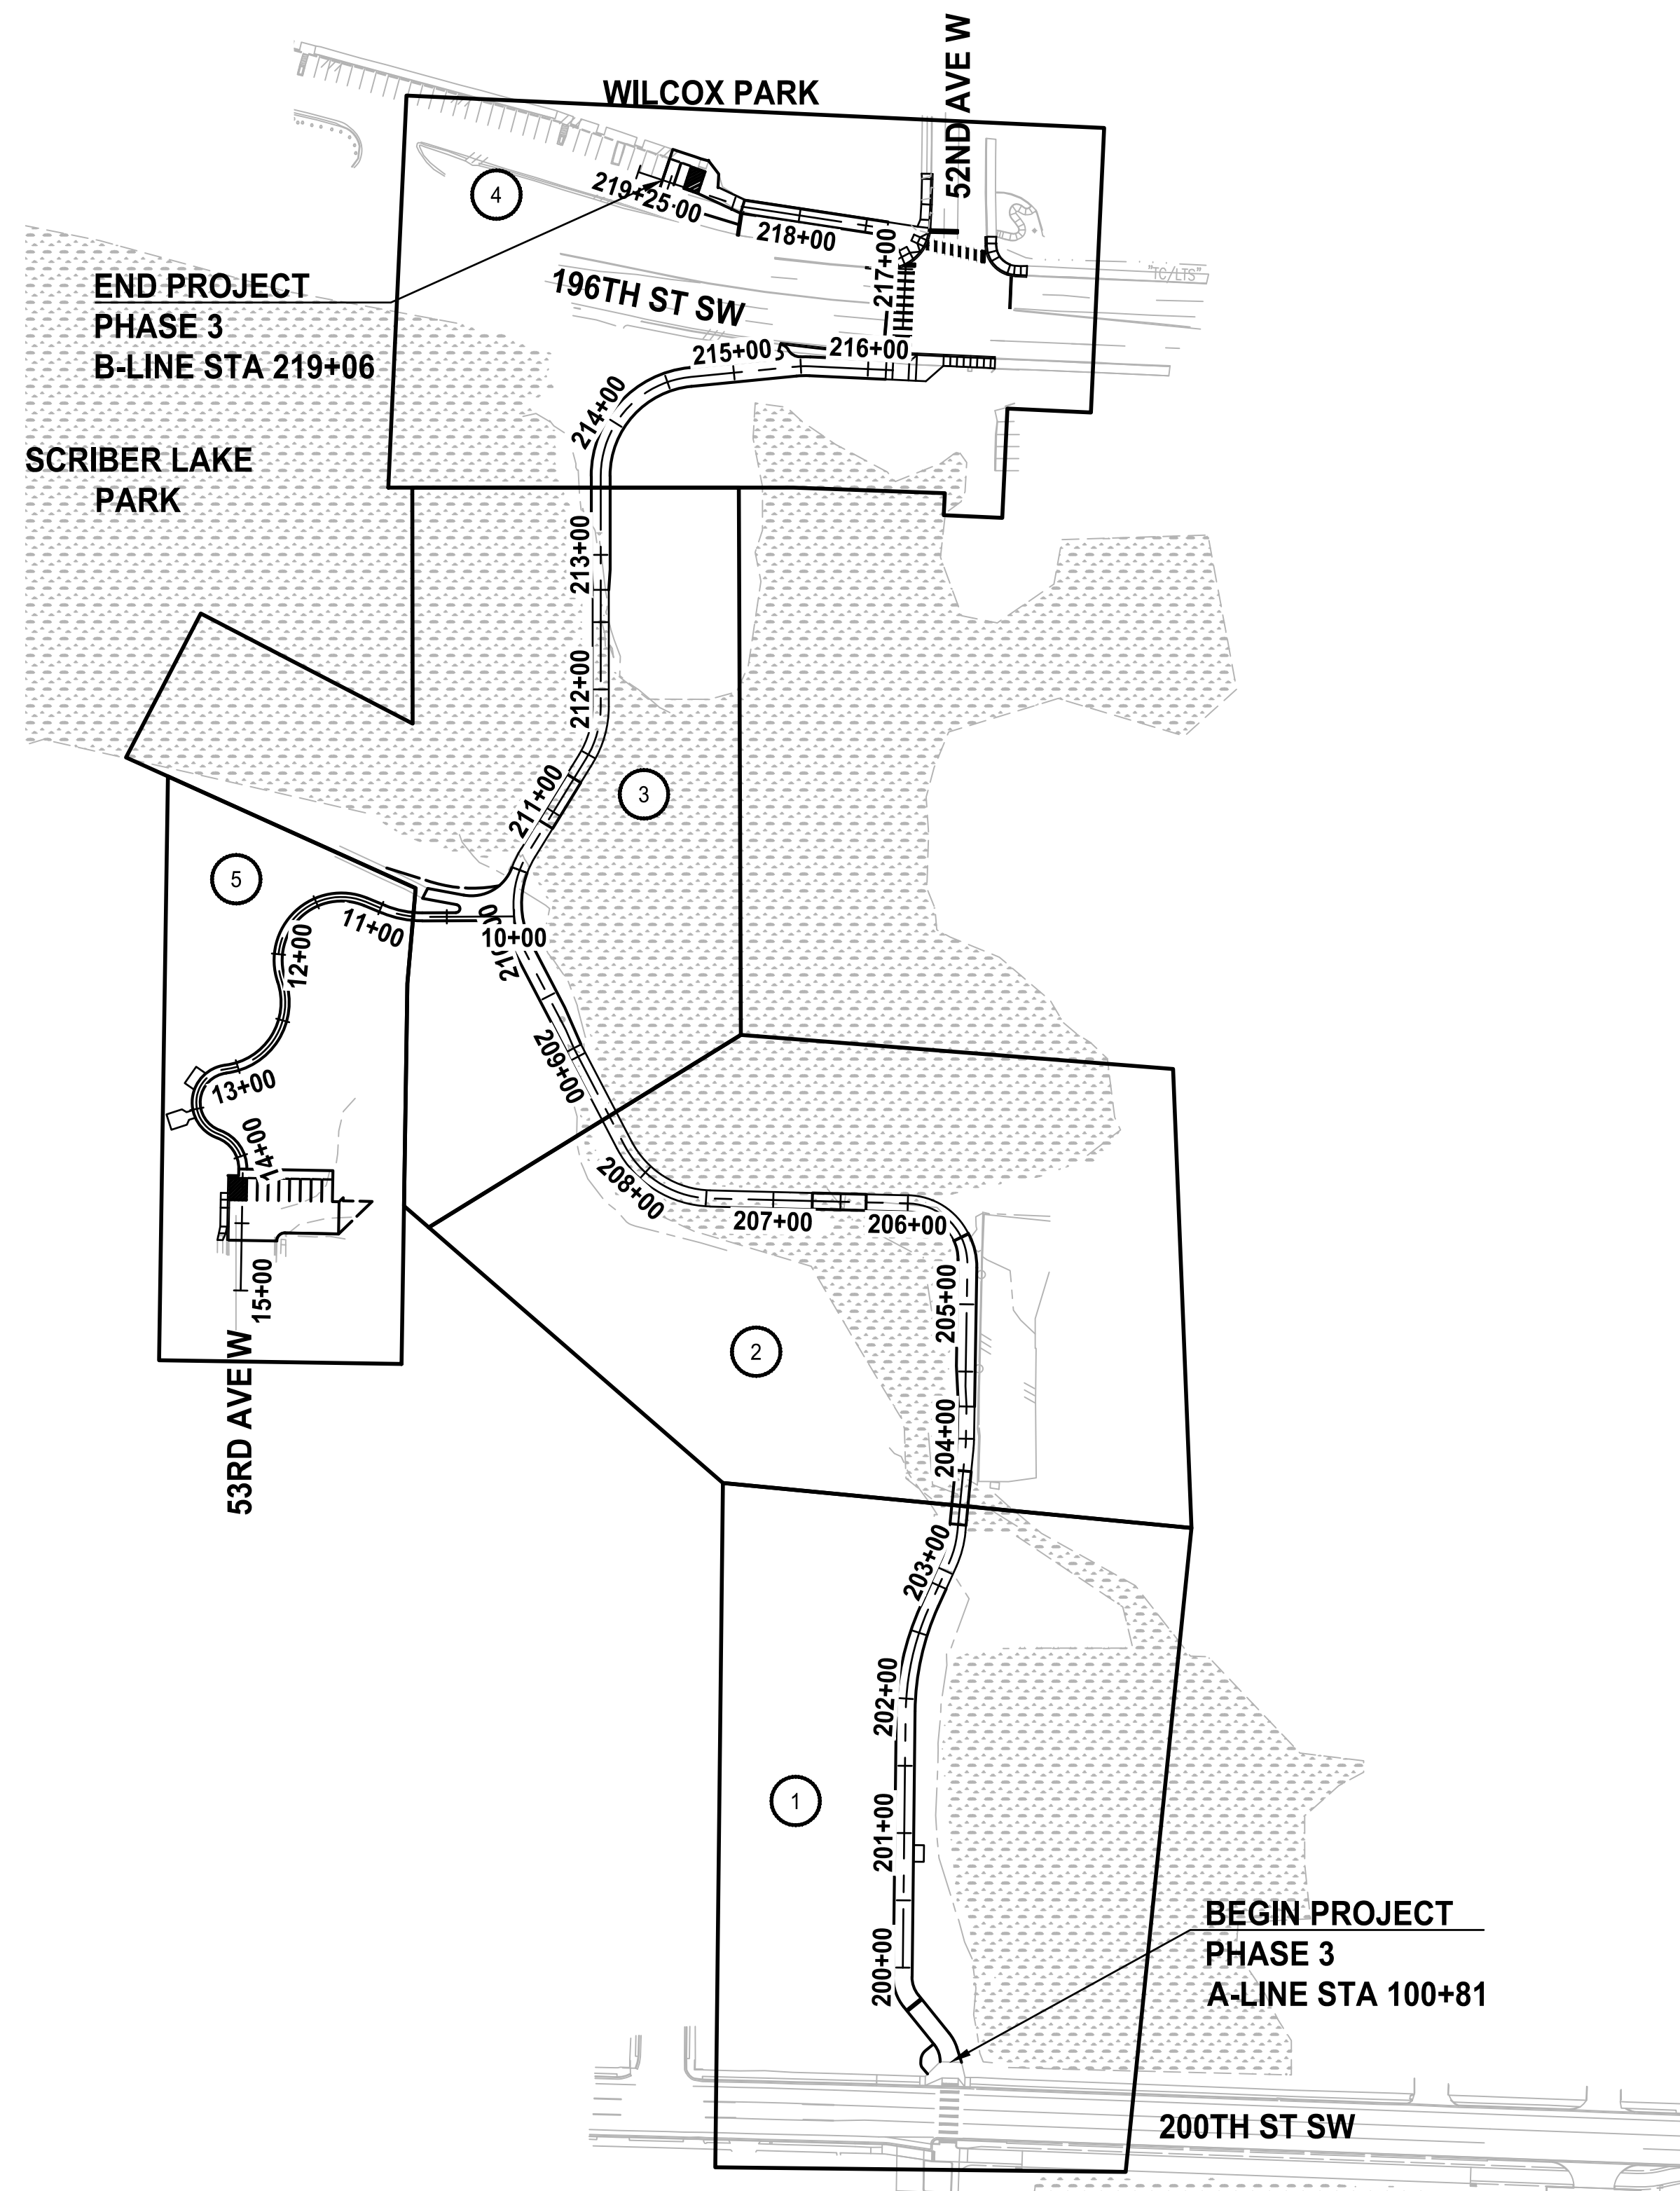 WILCOX PARK
52ND AVE W
4
219+25.00
218+00
217+00
"TC/LTS"
END PROJECT
PHASE 3
B-LINE STA 219+06
196TH ST SW
215+00
216+00
214+00
SCRIBER LAKE
PARK
213+00
212+00
211+00
3
5
11+00
10+00
12+00
209+00
13+00
14+00
208+00
207+00
206+00
15+00
205+00
2
53RD AVE W
204+00
203+00
202+00
1
201+00
BEGIN PROJECT
PHASE 3
A-LINE STA 100+81
200+00
200TH ST SW